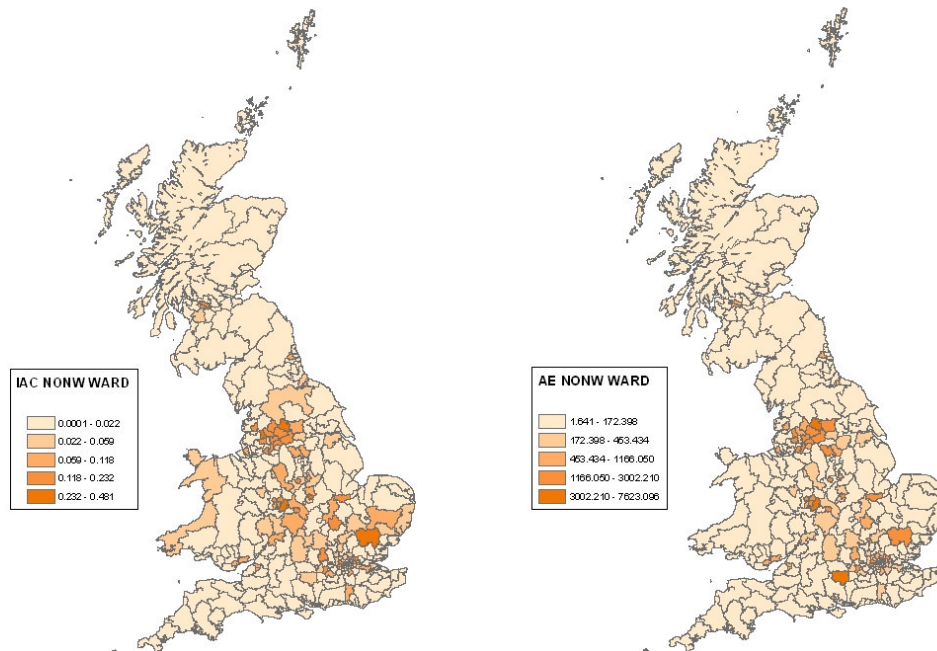 IAC NONW WARD
0.0001 - 0.022
0.022 - 0.059
0.059 - 0.118
0.118 - 0.232
0.232 - 0.481
AE NONW WARD
1.641 - 172.398
172.398 - 453.434
453.434 - 1166.050
1166.050 - 3002.210
3002.210 - 7623.096